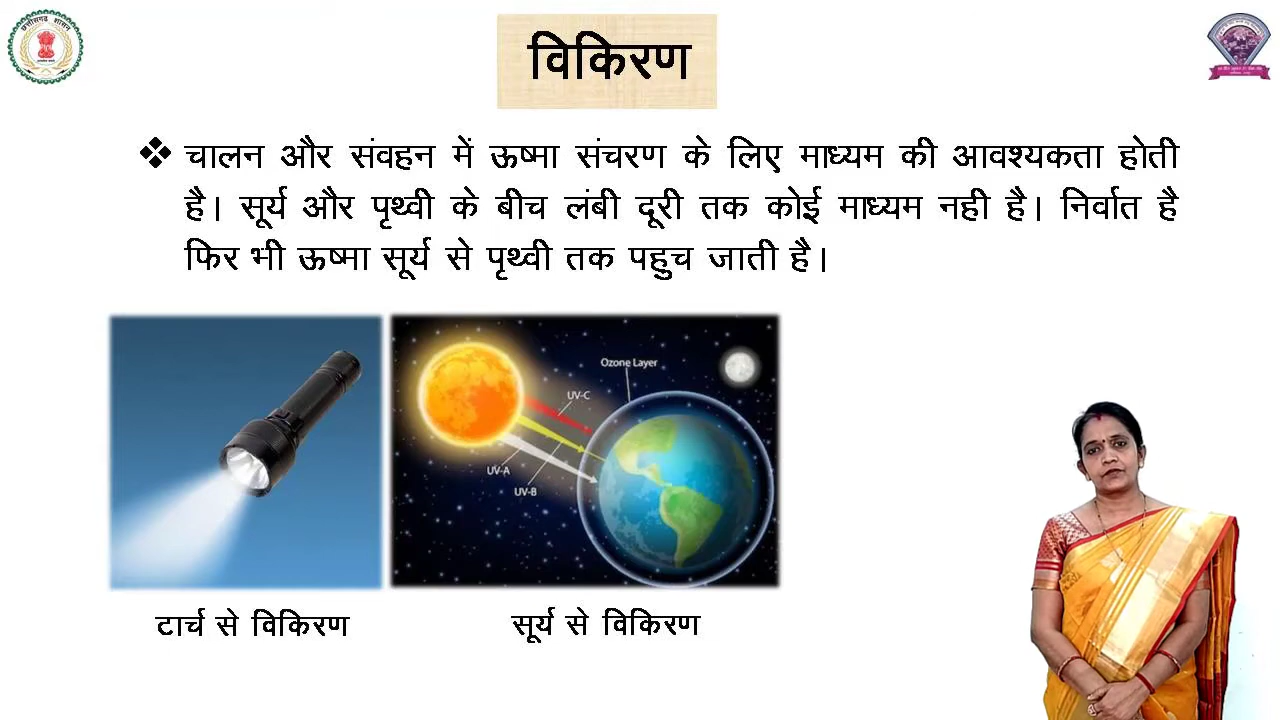 विकिरण
❖ चालन और संवहन में ऊष्मा संचरण के लिए माध्यम की आवश्यकता होती
है। सूर्य और पृथ्वी के बीच लंबी दूरी तक कोई माध्यम नही है। निर्वात है
फिर भी ऊष्मा सूर्य से पृथ्वी तक पहुच जाती है।
Ozone Layer
UV-C
UV-A
UV-B
टार्च से विकिरण
सूर्य से विकिरण